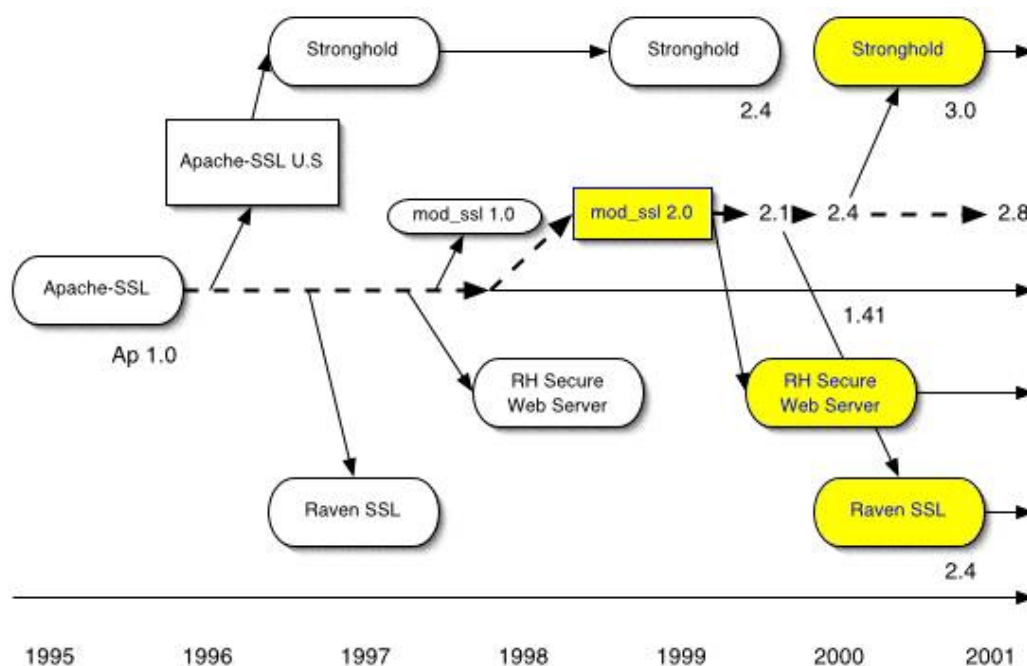 Stronghold
Stronghold
Stronghold
2.4
3.0
Apache-SSL U.S
mod_ssl 1.0
mod_ssl 2.0
2.1
2.4
2.8
Apache-SSL
1.41
Ap 1.0
RH Secure
Web Server
RH Secure
Web Server
Raven SSL
Raven SSL
2.4
1995
1996
1997
1998
1999
2000
2001